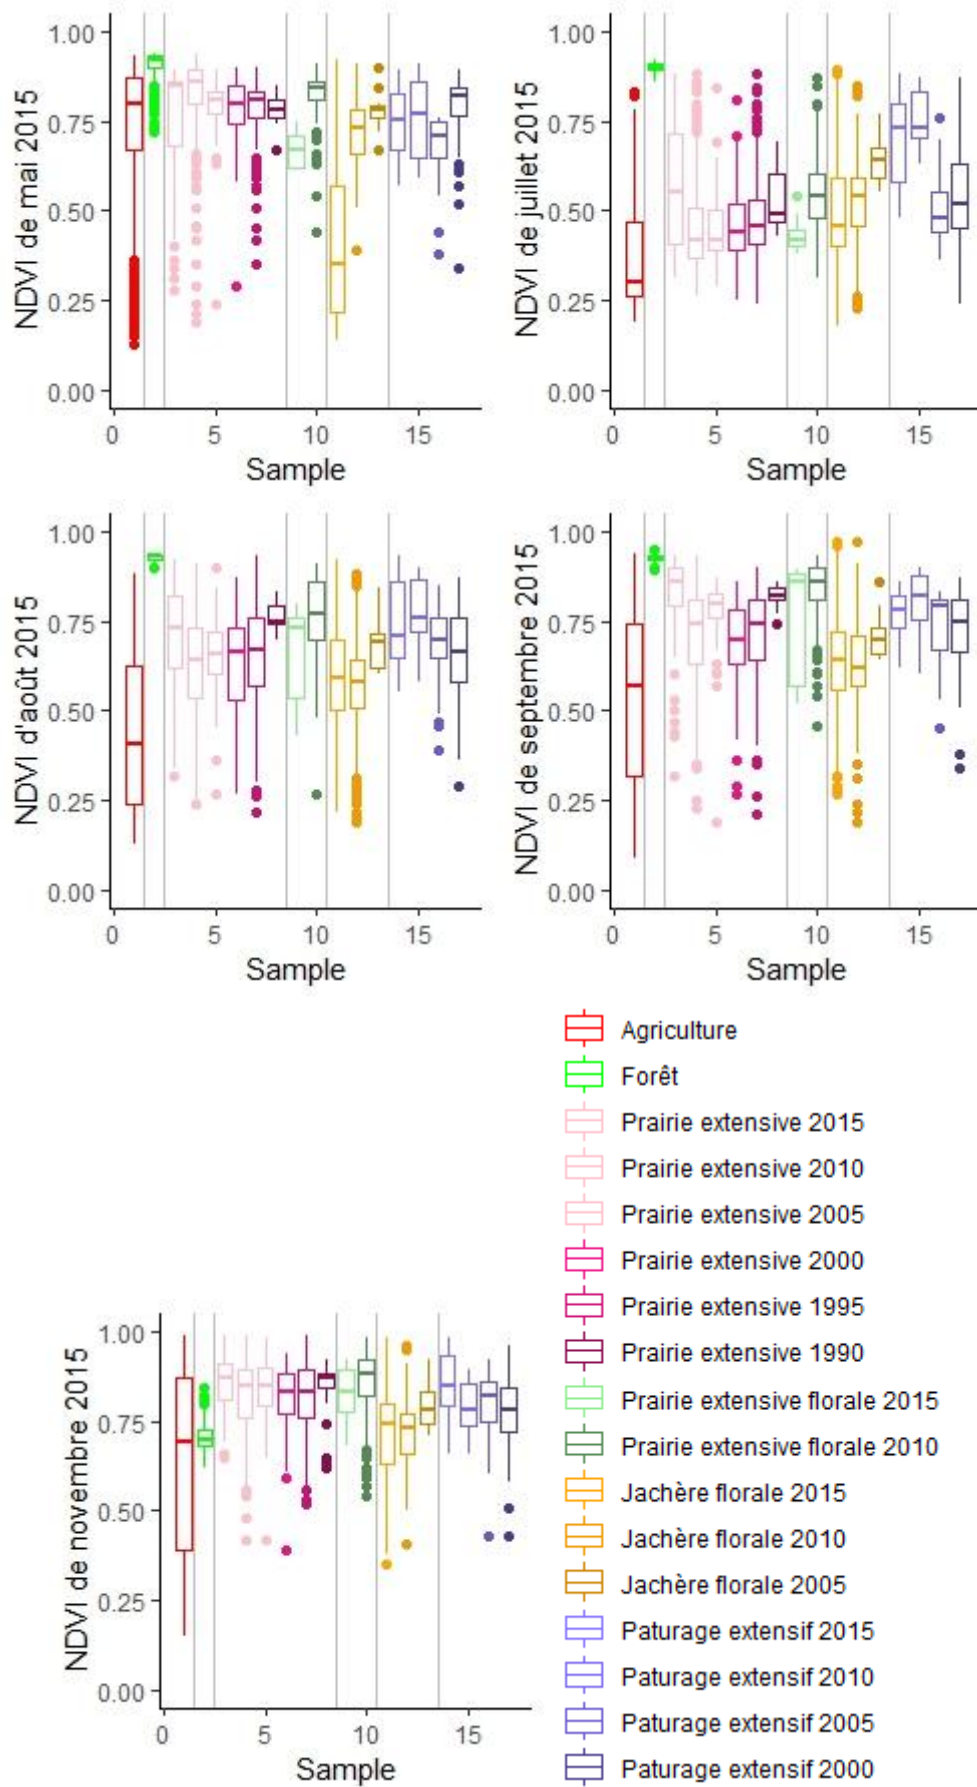 NDVI de mai 2015
1.00
0.75
0.50
0.25
0.00
0 5 10 15
Sample
NDVI de juillet 2015
1.00
0.75
0.50
0.25
0.00
0 5 10 15
Sample
NDVI d'août 2015
1.00
0.75
0.50
0.25
0.00
0 5 10 15
Sample
NDVI de septembre 2015
1.00
0.75
0.50
0.25
0.00
0 5 10 15
Sample
NDVI de novembre 2015
1.00
0.75
0.50
0.25
0.00
0 5 10 15
Sample
Agriculture
Forêt
Prairie extensive 2015
Prairie extensive 2010
Prairie extensive 2005
Prairie extensive 2000
Prairie extensive 1995
Prairie extensive 1990
Prairie extensive florale 2015
Prairie extensive florale 2010
Jachère florale 2015
Jachère florale 2010
Jachère florale 2005
Paturage extensif 2015
Paturage extensif 2010
Paturage extensif 2005
Paturage extensif 2000